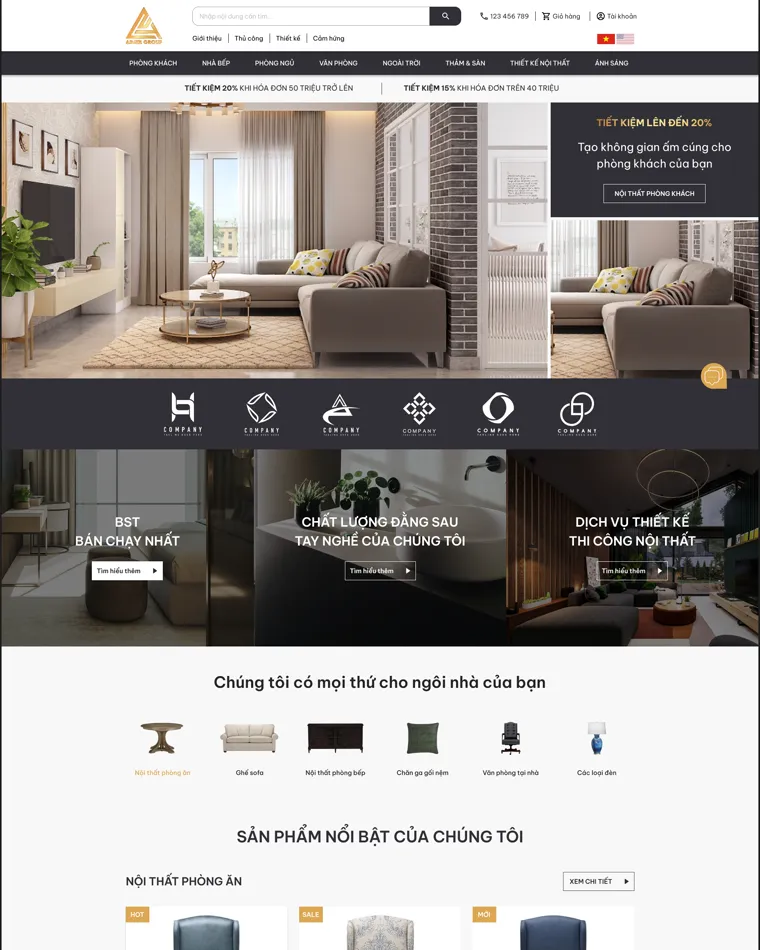 Nhập nội dung cần tìm
123 456 789
Giỏ hàng
Tài khoản
Giới thiệu
Thủ công
Thiết kế
Cảm hứng
PHÒNG KHÁCH
NHÀ BẾP
PHÒNG NGỦ
VĂN PHÒNG
NGOÀI TRỜI
THẢM & SÀN
THIẾT KẾ NỘI THẤT
ÁNH SÁNG
TIẾT KIỆM 20% KHI HÓA ĐƠN 50 TRIỆU TRỞ LÊN
TIẾT KIỆM 15% KHI HÓA ĐƠN TRÊN 40 TRIỆU
TIẾT KIỆM LÊN ĐẾN 20%
Tạo không gian ấm cúng cho
phòng khách của bạn
NỘI THẤT PHÒNG KHÁCH
COMPANY
COMPANY
COMPANY
COMPANY
COMPANY
COMPANY
BST
BÁN CHẠY NHẤT
Tìm hiểu thêm
CHẤT LƯỢNG ĐẰNG SAU
TAY NGHỀ CỦA CHÚNG TÔI
Tìm hiểu thêm
DỊCH VỤ THIẾT KẾ
THI CÔNG NỘI THẤT
Tìm hiểu thêm
Chúng tôi có mọi thứ cho ngôi nhà của bạn
Nội thất phòng ăn
Ghế sofa
Nội thất phòng bếp
Chăn ga gối nệm
Văn phòng tại nhà
Các loại đèn
SẢN PHẨM NỔI BẬT CỦA CHÚNG TÔI
NỘI THẤT PHÒNG ĂN
XEM CHI TIẾT
HOT
SALE
MỚI